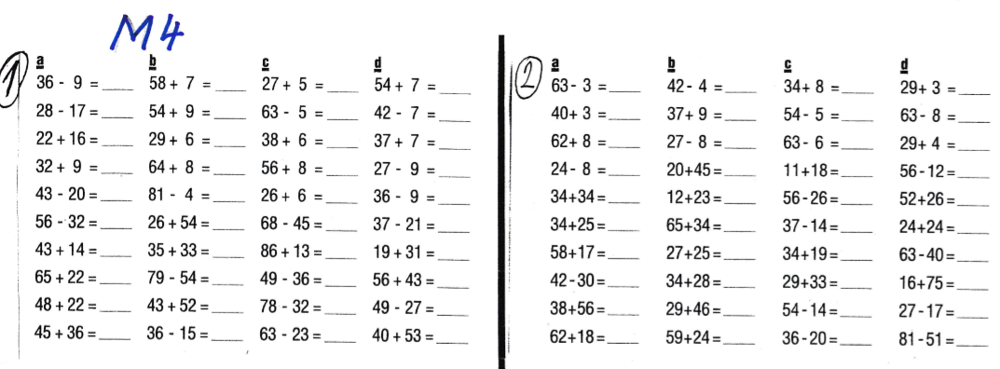 M4
1 a b c d
36 - 9 =____ 58 + 7 =____ 27 + 5 =____ 54 + 7 =____
28 - 17 =____ 54 + 9 =____ 63 - 5 =____ 42 - 7 =____
22 + 16 =____ 29 + 6 =____ 38 + 6 =____ 37 + 7 =____
32 + 9 =____ 64 + 8 =____ 56 + 8 =____ 27 - 9 =____
43 - 20 =____ 81 - 4 =____ 26 + 6 =____ 36 - 9 =____
56 - 32 =____ 26 + 54 =____ 68 - 45 =____ 37 - 21 =____
43 + 14 =____ 35 + 33 =____ 86 + 13 =____ 19 + 31 =____
65 + 22 =____ 79 - 54 =____ 49 - 36 =____ 56 + 43 =____
48 + 22 =____ 43 + 52 =____ 78 - 32 =____ 49 - 27 =____
45 + 36 =____ 36 - 15 =____ 63 - 23 =____ 40 + 53 =____
2 a b c d
63 - 3 =____ 42 - 4 =____ 34 + 8 =____ 29 + 3 =____
40 + 3 =____ 37 + 9 =____ 54 - 5 =____ 63 - 8 =____
62 + 8 =____ 27 - 8 =____ 63 - 6 =____ 29 + 4 =____
24 - 8 =____ 20+45=____ 11+18=____ 56-12=____
34+34=____ 12+23=____ 56-26=____ 52+26=____
34+25=____ 65+34=____ 37-14=____ 24+24=____
58+17=____ 27+25=____ 34+19=____ 63-40=____
42-30=____ 34+28=____ 29+33=____ 16+75=____
38+56=____ 29+46=____ 54-14=____ 27-17=____
62+18=____ 59+24=____ 36-20=____ 81-51=____